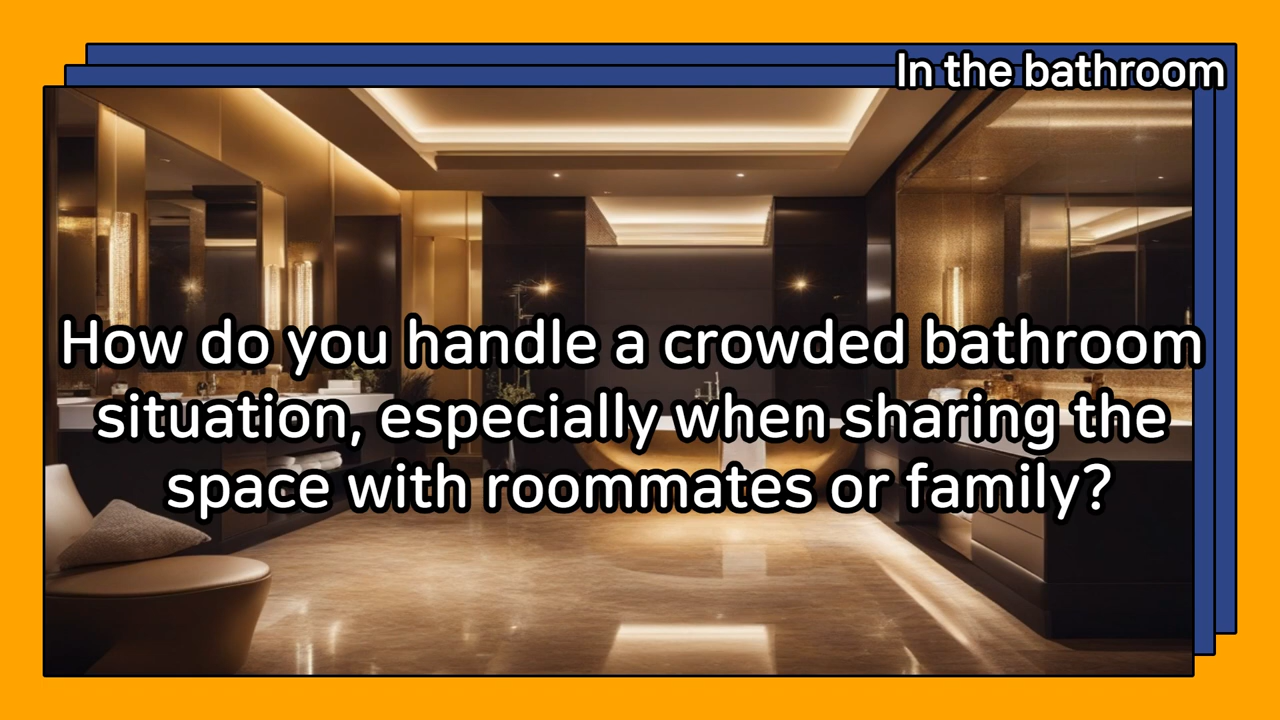 In the bathroom
How do you handle a crowded bathroom
situation, especially when sharing the
space with roommates or family?